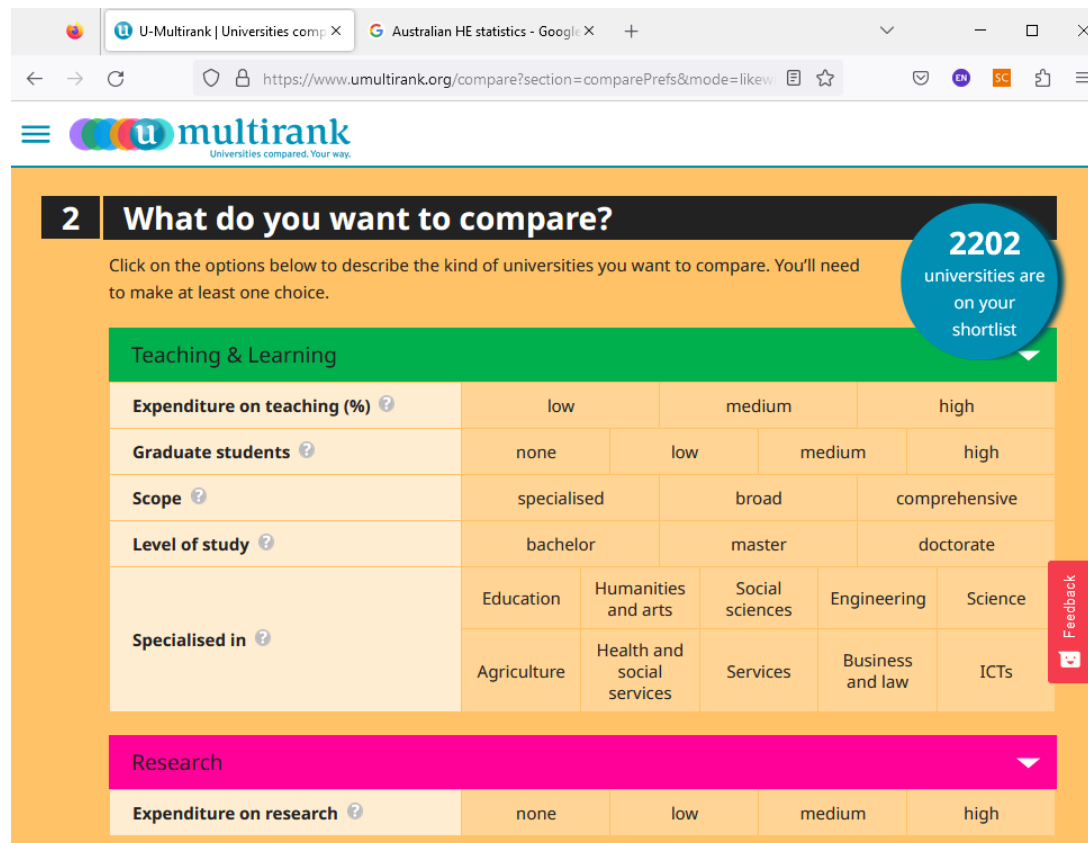 U-Multirank | Universities comp
Australian HE statistics - Google
https://www.umultirank.org/compare?section=comparePrefs&mode=likew
EN
SC
u multirank
Universities compared. Your way.
2 What do you want to compare?
2202
universities are
on your
shortlist
Click on the options below to describe the kind of universities you want to compare. You'll need
to make at least one choice.
Teaching & Learning
Expenditure on teaching (%) ? low medium high
Graduate students ? none low medium high
Scope ? specialised broad comprehensive
Level of study ? bachelor master doctorate
Specialised in ?
Education Humanities and arts Social sciences Engineering Science
Agriculture Health and social services Services Business and law ICTs
Feedback
Research
Expenditure on research ? none low medium high